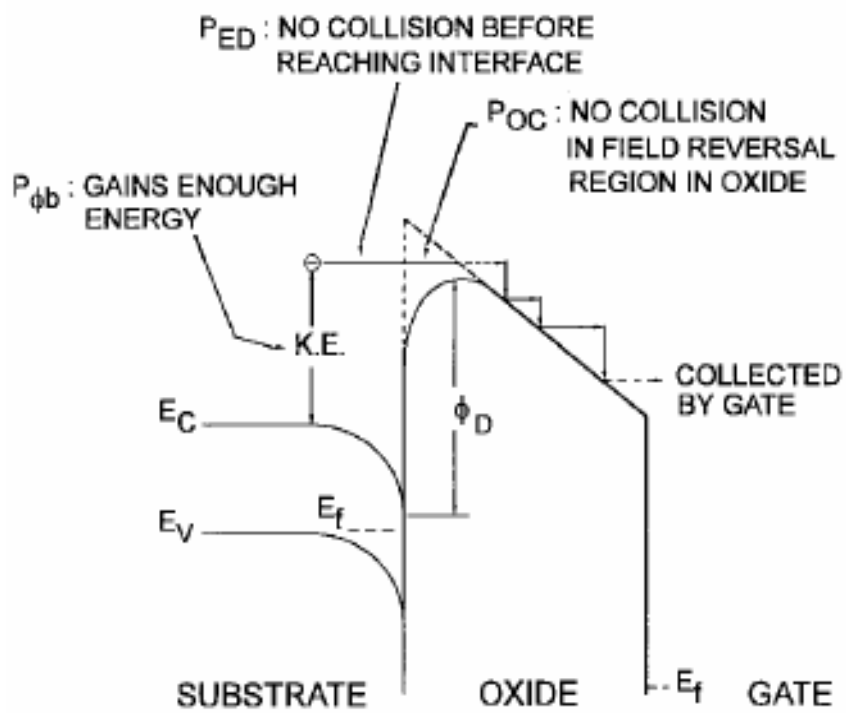 P_ED : NO COLLISION BEFORE
REACHING INTERFACE
P_OC : NO COLLISION
IN FIELD REVERSAL
REGION IN OXIDE
P_ϕb : GAINS ENOUGH
ENERGY
K.E.
COLLECTED
BY GATE
E_C
ϕ_D
E_V
E_f
E_f
SUBSTRATE OXIDE GATE